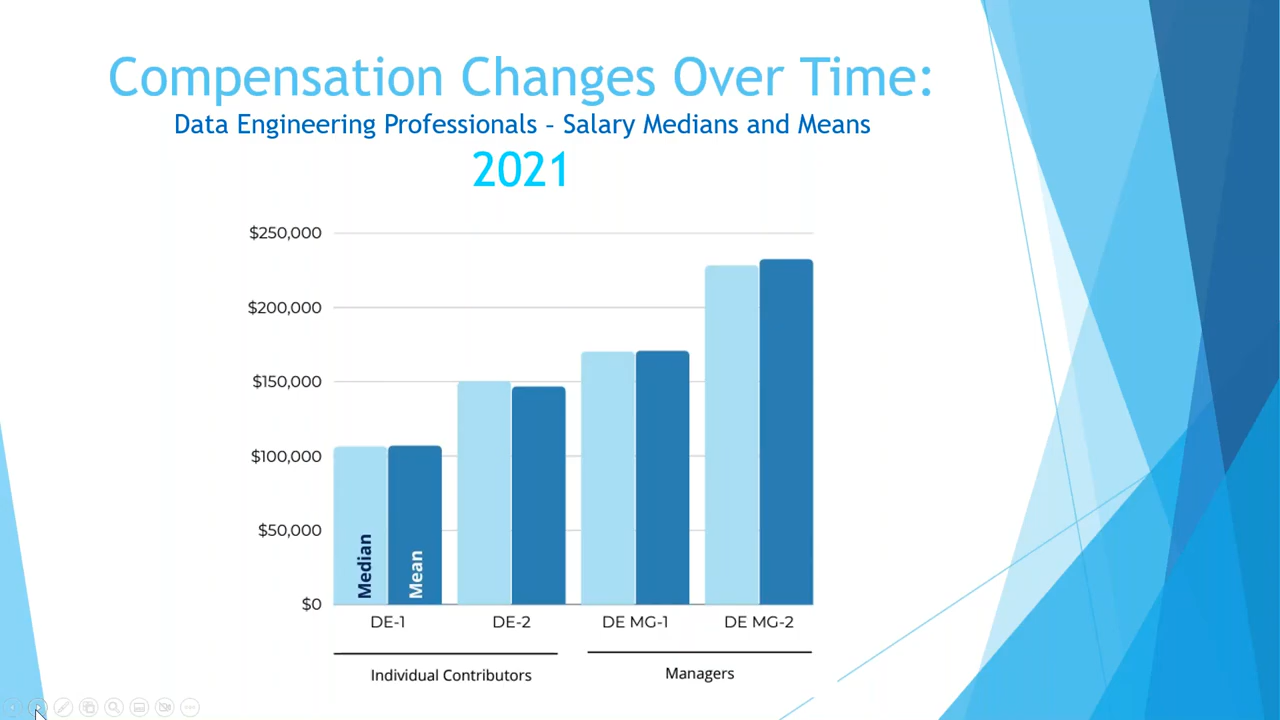 Compensation Changes Over Time:
Data Engineering Professionals – Salary Medians and Means
2021
$250,000
$200,000
$150,000
$100,000
$50,000
$0
Median
Mean
DE-1
DE-2
DE MG-1
DE MG-2
Individual Contributors
Managers